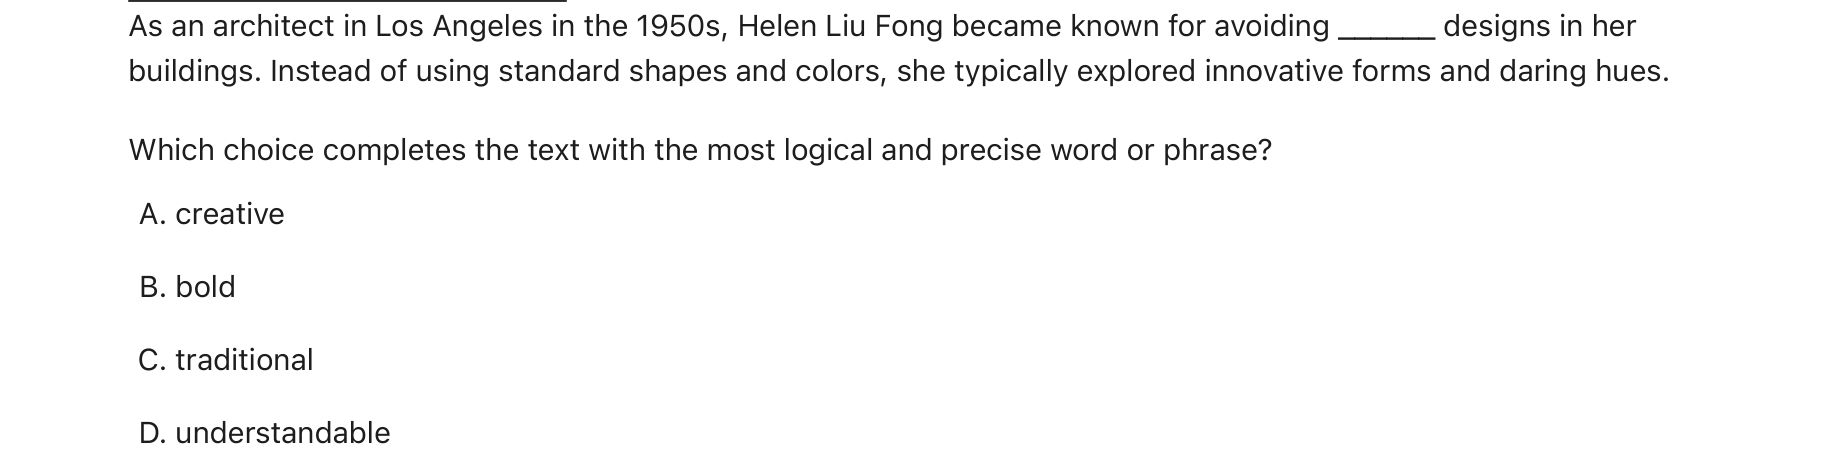 As an architect in Los Angeles in the 1950s, Helen Liu Fong became known for avoiding ______ designs in her
buildings. Instead of using standard shapes and colors, she typically explored innovative forms and daring hues.
Which choice completes the text with the most logical and precise word or phrase?
A. creative
B. bold
C. traditional
D. understandable